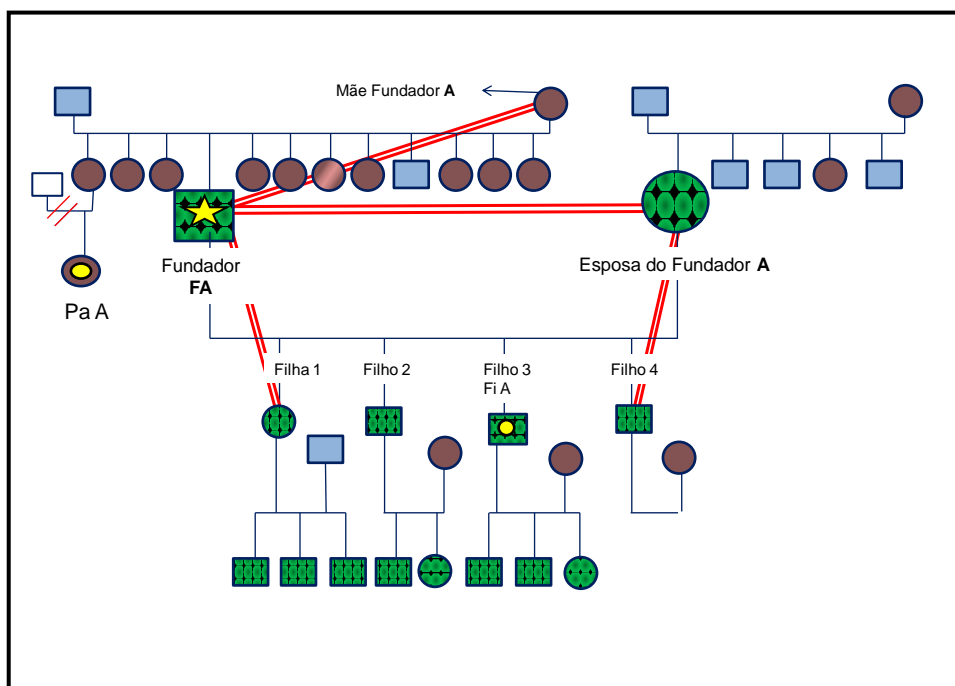 Mãe Fundador A
Fundador
FA
Esposa do Fundador A
Pa A
Filha 1
Filho 2
Filho 3
Fi A
Filho 4